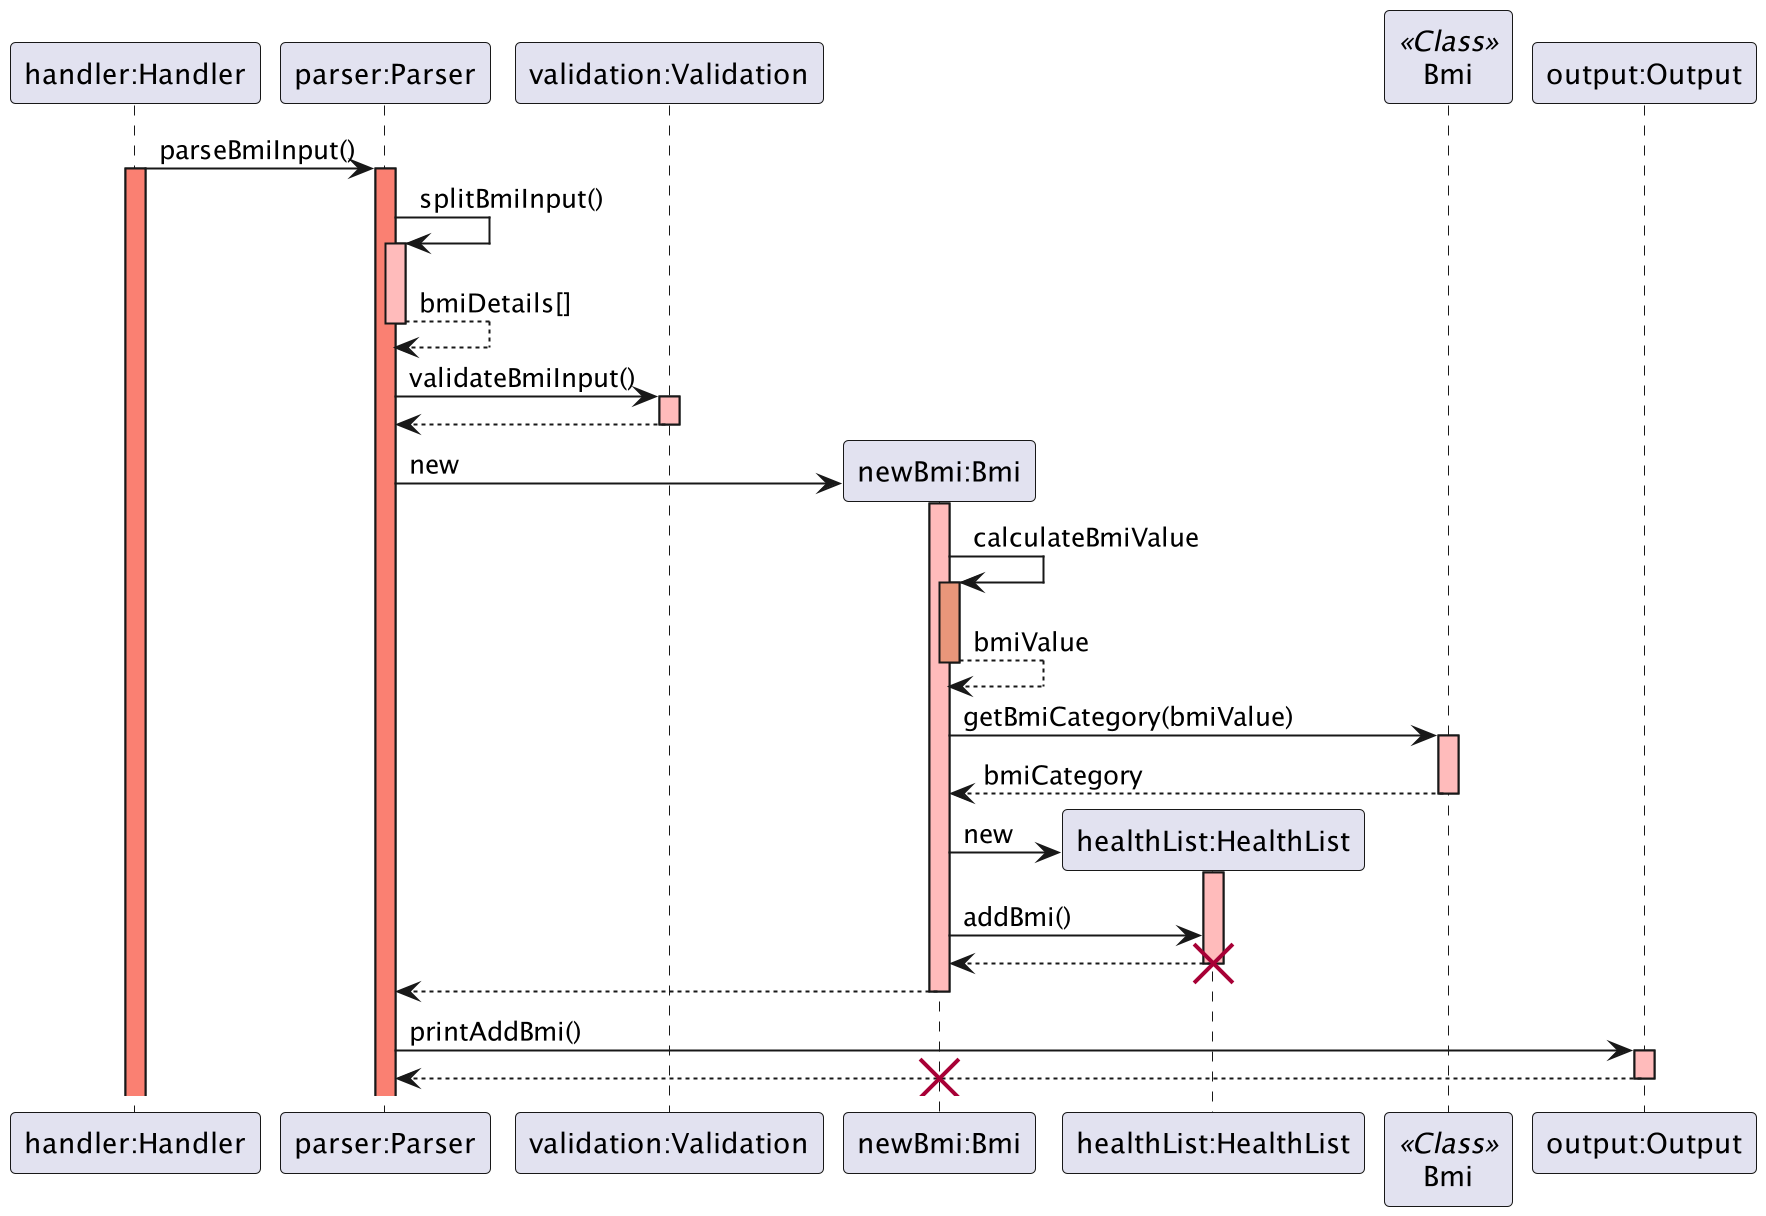 handler:Handler
parser:Parser
validation:Validation
«Class»
Bmi
output:Output
parseBmiInput()
splitBmiInput()
bmiDetails[]
validateBmiInput()
new
newBmi:Bmi
calculateBmiValue
bmiValue
getBmiCategory(bmiValue)
bmiCategory
new
healthList:HealthList
addBmi()
printAddBmi()
handler:Handler
parser:Parser
validation:Validation
newBmi:Bmi
healthList:HealthList
«Class»
Bmi
output:Output